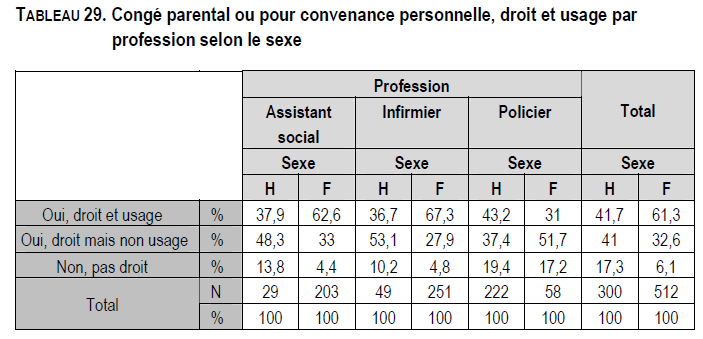 TABLEAU 29. Congé parental ou pour convenance personnelle, droit et usage par
profession selon le sexe
Profession
Assistant social Infirmier Policier Total
Sexe Sexe Sexe Sexe
H F H F H F H F
Oui, droit et usage % 37,9 62,6 36,7 67,3 43,2 31 41,7 61,3
Oui, droit mais non usage % 48,3 33 53,1 27,9 37,4 51,7 41 32,6
Non, pas droit % 13,8 4,4 10,2 4,8 19,4 17,2 17,3 6,1
Total N 29 203 49 251 222 58 300 512
% 100 100 100 100 100 100 100 100